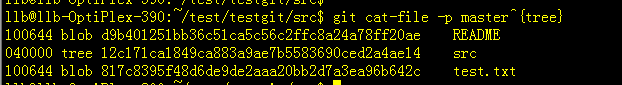 llb@llb-OptiPlex-390:~/test/testgit/src$ git cat-file -p master^{tree}
100644 blob d9b401251bb36c51ca5c56c2ffc8a24a78ff20ae README
040000 tree 12c171ca1849ca883a9ae7b5583690ced2a4ae14 src
100644 blob 817c8395f48d6de9de2aaa20bb2d7a3ea96b642c test.txt